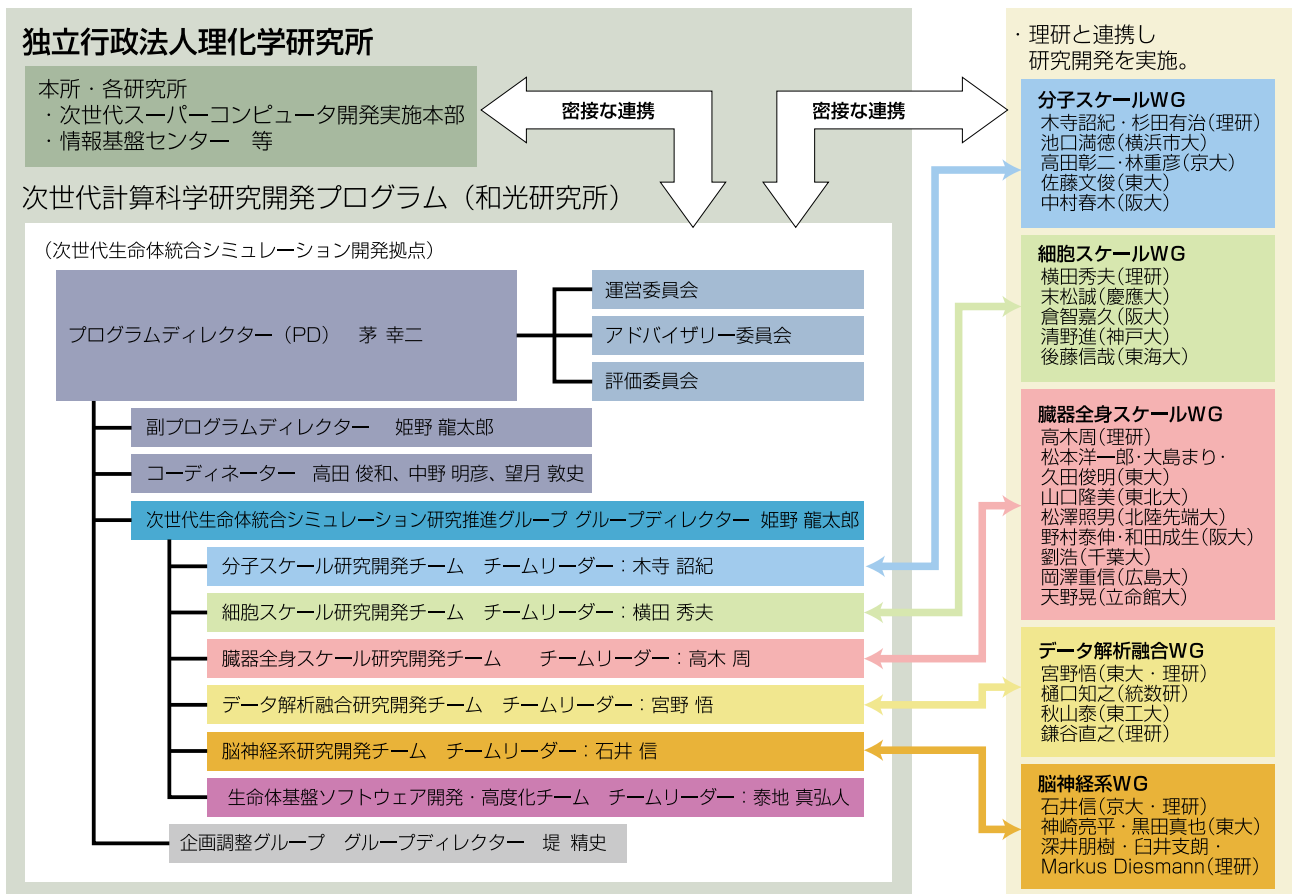 独立行政法人理化学研究所
本所・各研究所
・次世代スーパーコンピュータ開発実施本部
・情報基盤センター　等
密接な連携
密接な連携
次世代計算科学研究開発プログラム（和光研究所）
（次世代生命体統合シミュレーション開発拠点）
プログラムディレクター（PD）　茅 幸二
運営委員会
アドバイザリー委員会
評価委員会
副プログラムディレクター　姫野 龍太郎
コーディネーター　高田 俊和、中野 明彦、望月 敦史
次世代生命体統合シミュレーション研究推進グループ グループディレクター 姫野 龍太郎
分子スケール研究開発チーム　チームリーダー：木寺 詔紀
細胞スケール研究開発チーム　チームリーダー：横田 秀夫
臓器全身スケール研究開発チーム　　チームリーダー：高木 周
データ解析融合研究開発チーム　チームリーダー：宮野 悟
脳神経系研究開発チーム　チームリーダー：石井 信
生命体基盤ソフトウェア開発・高度化チーム　チームリーダー：泰地 真弘人
企画調整グループ　グループディレクター　堤 精史
・理研と連携し
研究開発を実施。
分子スケールWG
木寺詔紀・杉田有治(理研)
池口満徳(横浜市大)
高田彰二・林重彦(京大)
佐藤文俊(東大)
中村春木(阪大)
細胞スケールWG
横田秀夫(理研)
末松誠(慶應大)
倉智嘉久(阪大)
清野進(神戸大)
後藤信哉(東海大)
臓器全身スケールWG
高木周(理研)
松本洋一郎・大島まり・
久田俊明(東大)
山口隆美(東北大)
松澤照男(北陸先端大)
野村泰伸・和田成生(阪大)
劉浩(千葉大)
岡澤重信(広島大)
天野晃(立命館大)
データ解析融合WG
宮野悟(東大・理研)
樋口知之(統数研)
秋山泰(東工大)
鎌谷直之(理研)
脳神経系WG
石井信(京大・理研)
神崎亮平・黒田真也(東大)
深井朋樹・臼井支朗・
Markus Diesmann(理研)